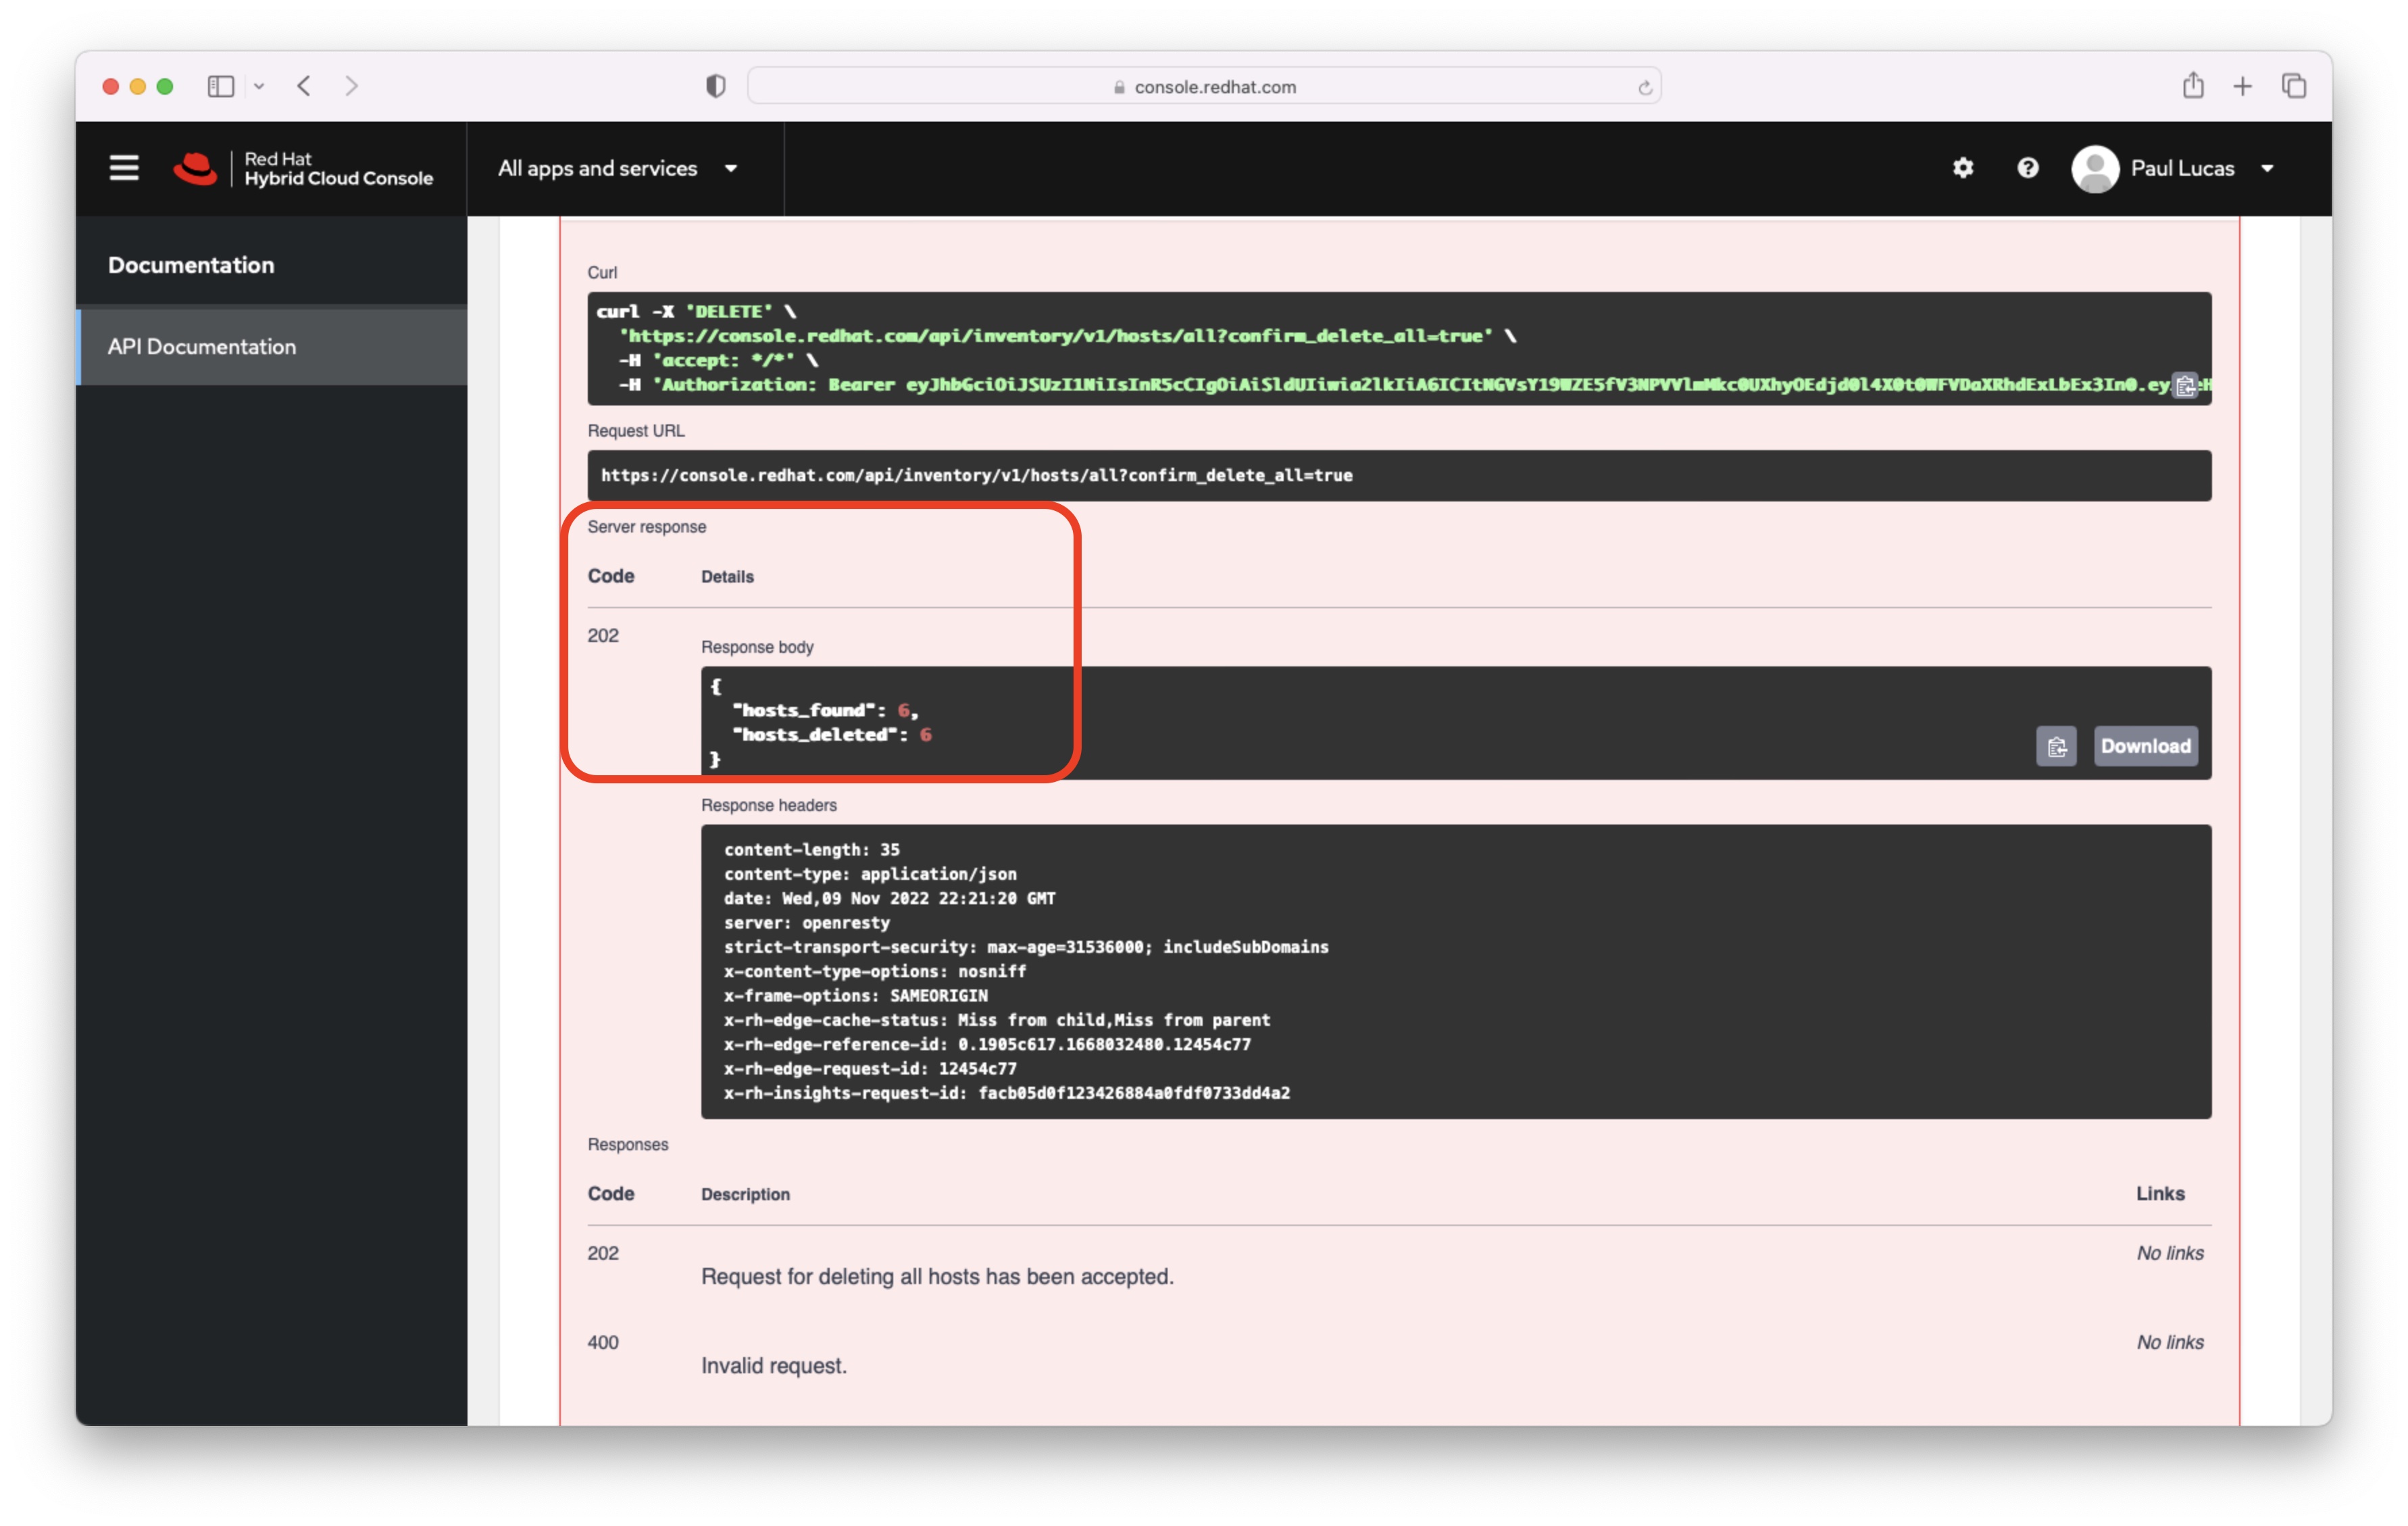 console.redhat.com
Red Hat
Hybrid Cloud Console
All apps and services
Paul Lucas
Documentation
API Documentation
Curl
curl -X 'DELETE' \
'https://console.redhat.com/api/inventory/v1/hosts/all?confirm_delete_all=true' \
-H 'accept: */*' \
-H 'Authorization: Bearer
Request URL
https://console.redhat.com/api/inventory/v1/hosts/all?confirm_delete_all=true
Server response
Code Details
202
Response body
{
"hosts_found": 6,
"hosts_deleted": 6
}
Download
Response headers
content-length: 35
content-type: application/json
date: Wed,09 Nov 2022 22:21:20 GMT
server: openresty
strict-transport-security: max-age=31536000; includeSubDomains
x-content-type-options: nosniff
x-frame-options: SAMEORIGIN
x-rh-edge-cache-status: Miss from child,Miss from parent
x-rh-edge-reference-id: 0.1905c617.1668032480.12454c77
x-rh-edge-request-id: 12454c77
x-rh-insights-request-id: facb05d0f123426884a0fdf0733dd4a2
Responses
Code Description Links
202 No links
Request for deleting all hosts has been accepted.
400 No links
Invalid request.